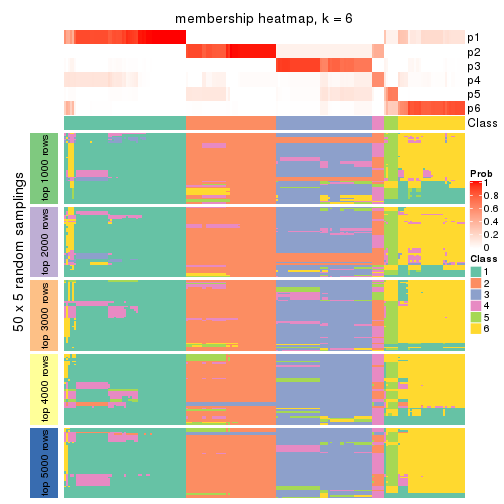 membership heatmap, k = 6
p1
p2
p3
p4
p5
p6
Class
50 x 5 random samplings
top 1000 rows
top 2000 rows
top 3000 rows
top 4000 rows
top 5000 rows
Prob
1
0.8
0.6
0.4
0.2
0
Class
1
2
3
4
5
6